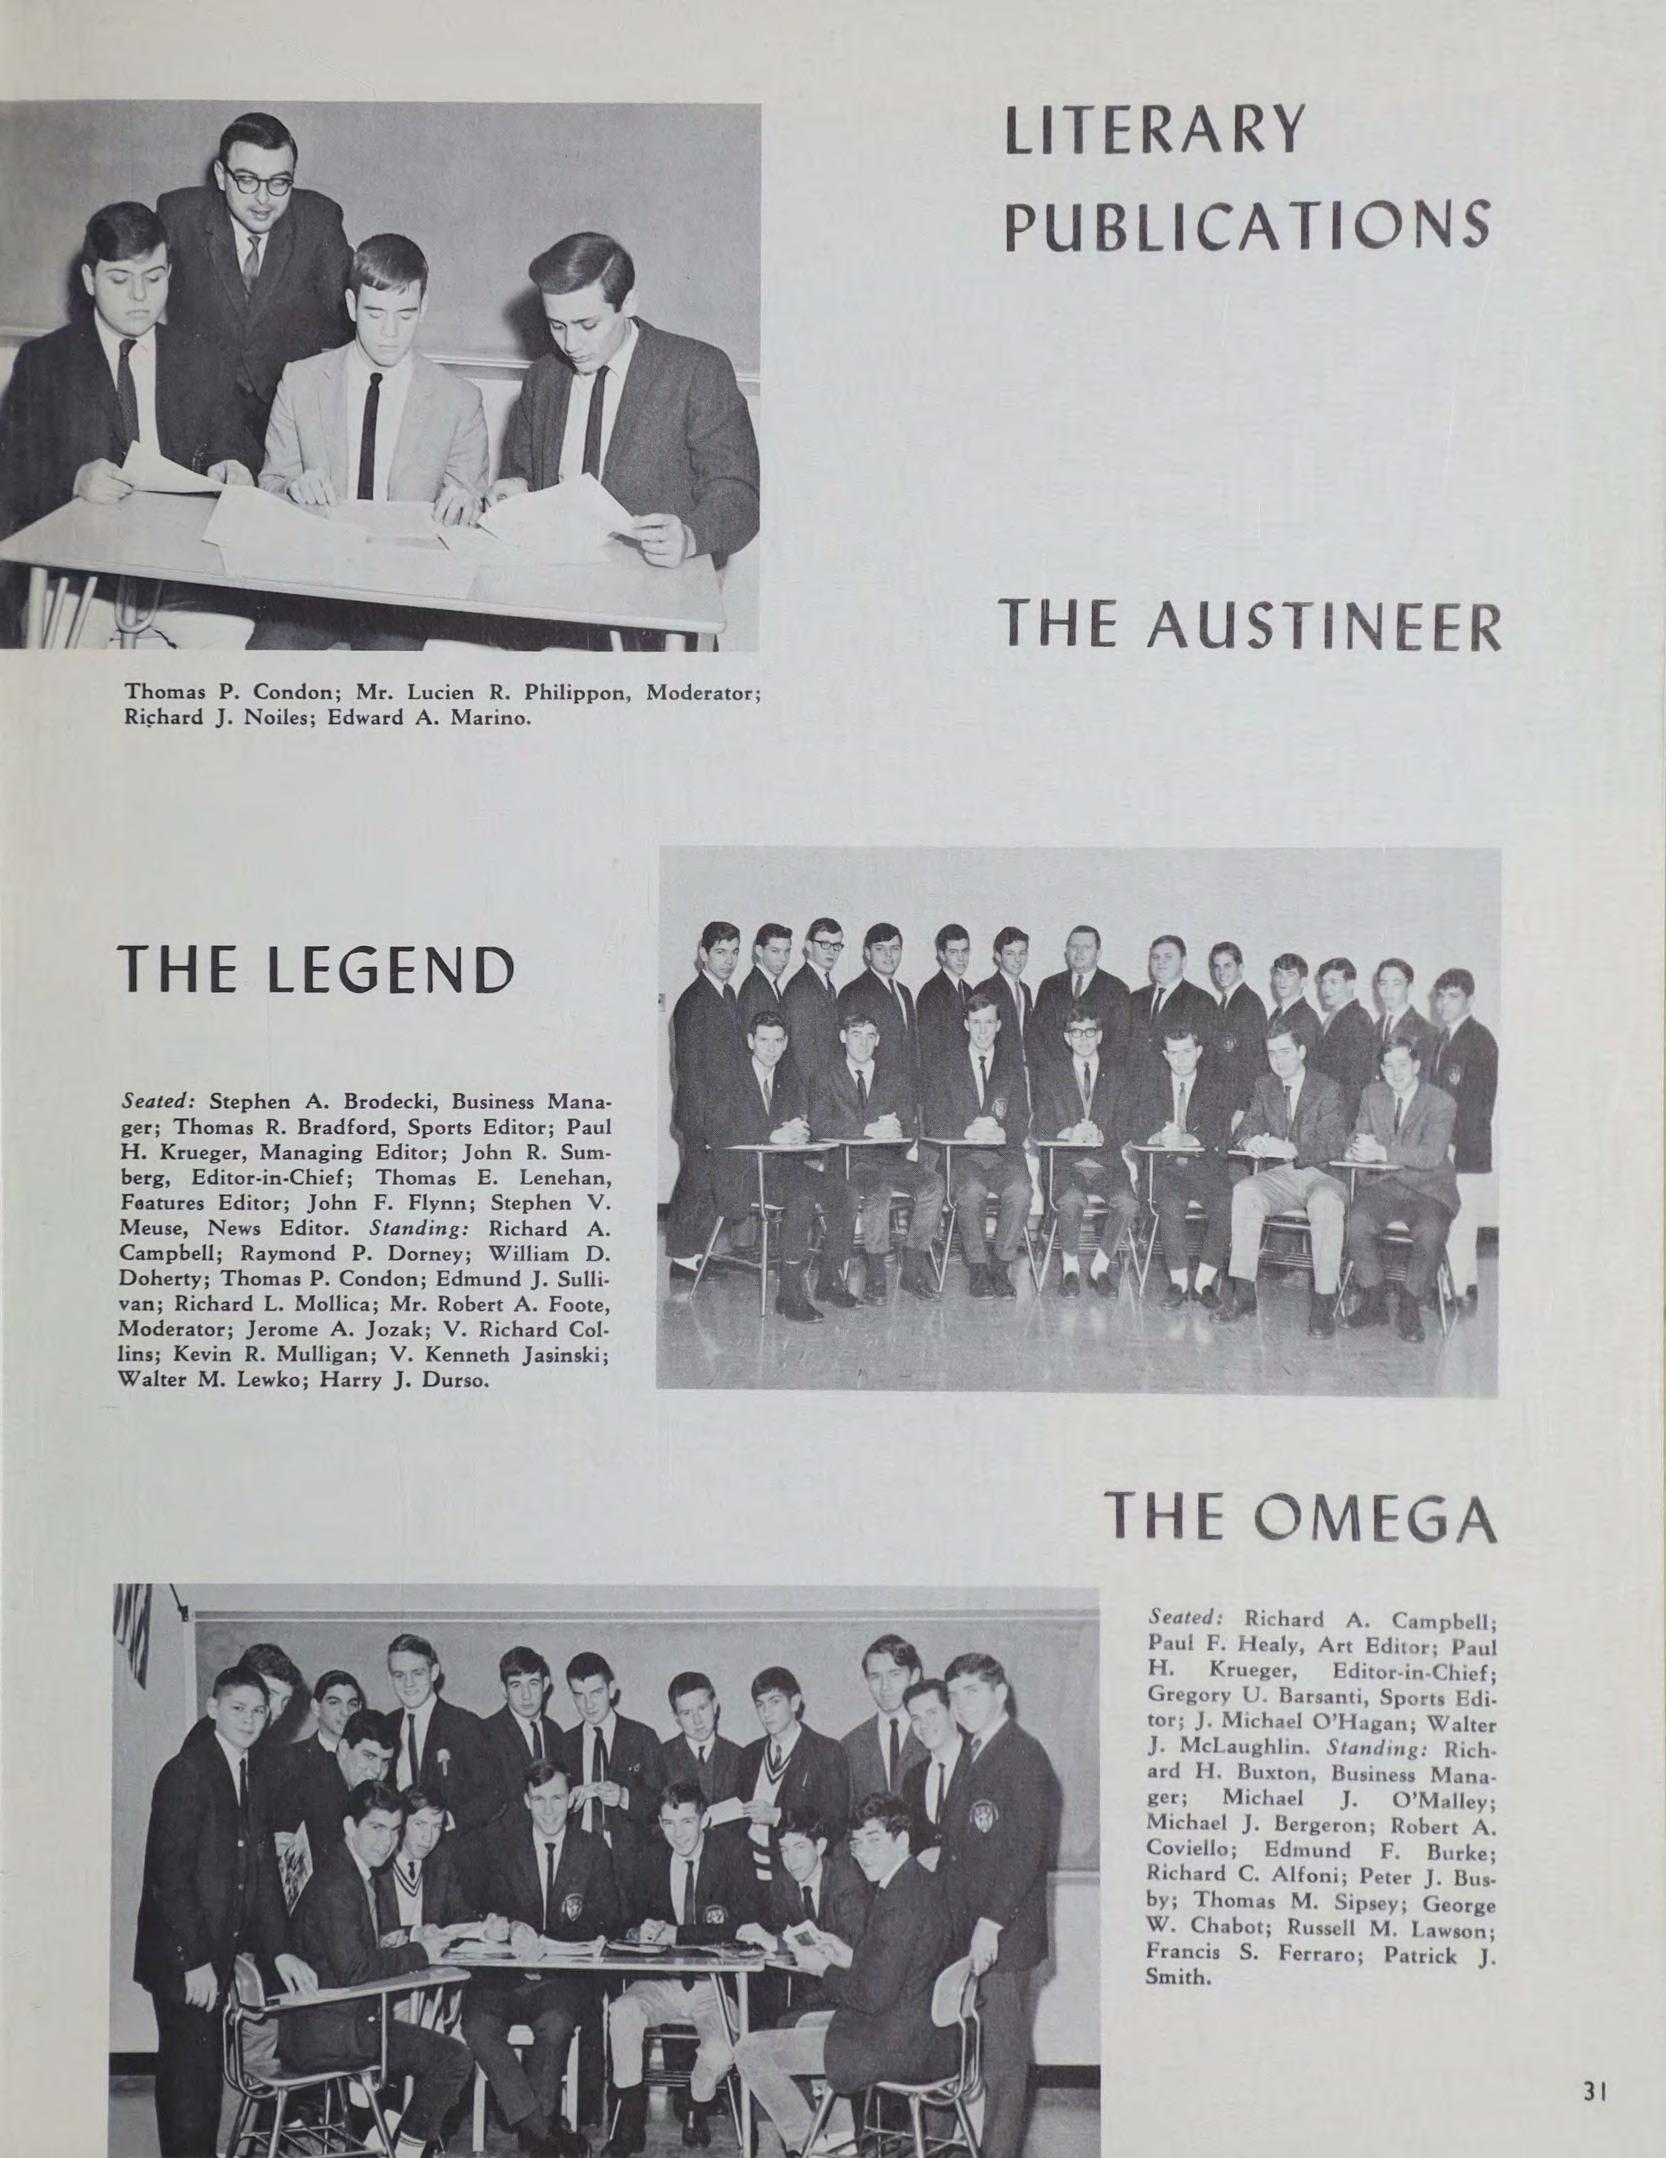 LITERARY
PUBLICATIONS
THE AUSTINEER
Thomas P. Condon; Mr. Lucien R. Philippon, Moderator;
Richard J. Noiles; Edward A. Marino.
THE LEGEND
Seated: Stephen A. Brodecki, Business Mana-
ger; Thomas R. Bradford, Sports Editor; Paul
H. Krueger, Managing Editor; John R. Sum-
berg, Editor-in-Chief; Thomas E. Lenehan,
Features Editor; John F. Flynn; Stephen V.
Meuse, News Editor. Standing: Richard A.
Campbell; Raymond P. Dorney; William D.
Doherty; Thomas P. Condon; Edmund J. Sulli-
van; Richard L. Mollica; Mr. Robert A. Foote,
Moderator; Jerome A. Jozak; V. Richard Col-
lins; Kevin R. Mulligan; V. Kenneth Jasinski;
Walter M. Lewko; Harry J. Durso.
THE OMEGA
Seated: Richard A. Campbell;
Paul F. Healy, Art Editor; Paul
H. Krueger, Editor-in-Chief;
Gregory U. Barsanti, Sports Edi-
tor; J. Michael O'Hagan; Walter
J. McLaughlin. Standing: Rich-
ard H. Buxton, Business Mana-
ger; Michael J. O'Malley;
Michael J. Bergeron; Robert A.
Coviello; Edmund F. Burke;
Richard C. Alfoni; Peter J. Bus-
by; Thomas M. Sipsey; George
W. Chabot; Russell M. Lawson;
Francis S. Ferraro; Patrick J.
Smith.
31